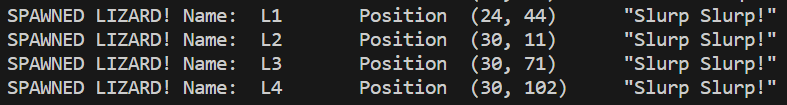 SPAWNED LIZARD! Name:  L1       Position  (24, 44)      "Slurp Slurp!"
SPAWNED LIZARD! Name:  L2       Position  (30, 11)      "Slurp Slurp!"
SPAWNED LIZARD! Name:  L3       Position  (30, 71)      "Slurp Slurp!"
SPAWNED LIZARD! Name:  L4       Position  (30, 102)     "Slurp Slurp!"